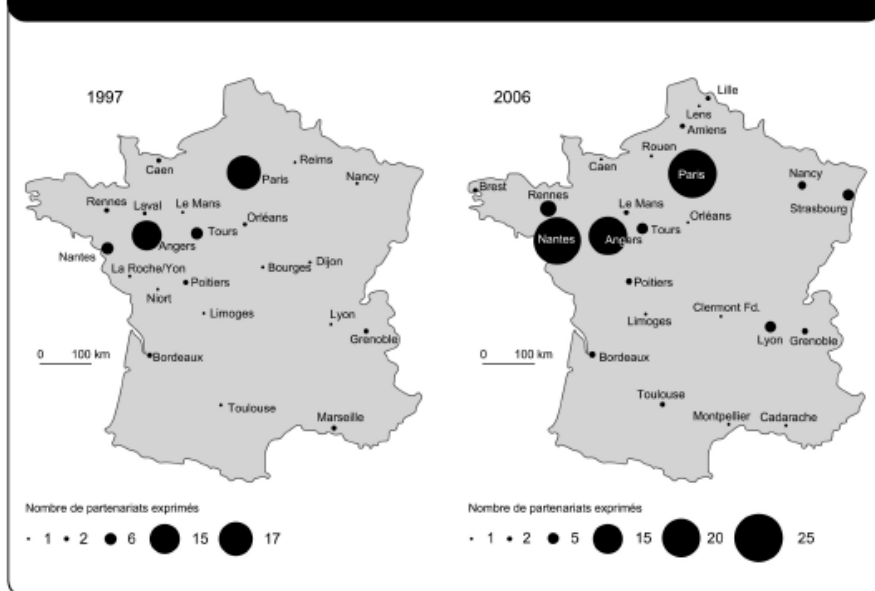 1997
Caen
Paris
Reims
Nancy
Rennes
Laval
Le Mans
Orléans
Angers
Tours
Nantes
La Roche/Yon
Niort
Poitiers
Bourges
Dijon
Limoges
Lyon
Grenoble
0 100 km
Bordeaux
Toulouse
Marseille
Nombre de partenariats exprimés
1 2 6 15 17
2006
Lille
Lens
Amiens
Rouen
Caen
Paris
Nancy
Brest
Rennes
Strasbourg
Le Mans
Orléans
Nantes
Angers
Tours
Poitiers
Clermont Fd.
Limoges
Lyon
Grenoble
0 100 km
Bordeaux
Toulouse
Montpellier
Cadarache
Nombre de partenariats exprimés
1 2 5 15 20 25